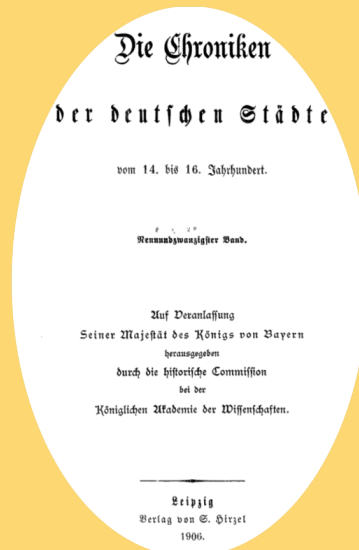 Die Chroniken
der deutschen Städte
vom 14. bis 16. Jahrhundert.
Neunundzwanzigster Band.
Auf Veranlassung
Seiner Majestät des Königs von Bayern
herausgegeben
durch die historische Commission
bei der
Königlichen Akademie der Wissenschaften.
Leipzig
Verlag von S. Hirzel
1906.